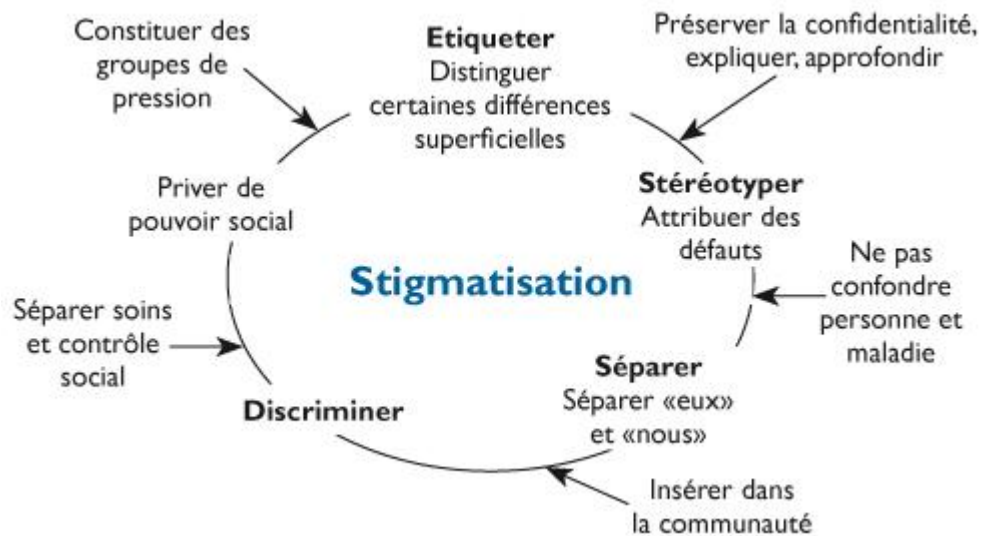 Constituer des
groupes de
pression
Etiqueter
Distinguer
certaines différences
superficielles
Préserver la confidentialité,
expliquer, approfondir
Stéréotyper
Attribuer des
défauts
Ne pas
confondre
personne et
maladie
Priver de
pouvoir social
Stigmatisation
Séparer soins
et contrôle
social
Séparer
Séparer «eux»
et «nous»
Discriminer
Insérer dans
la communauté